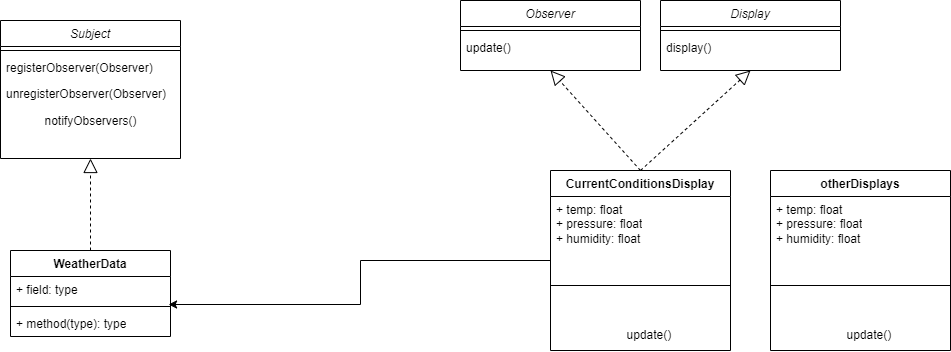 Subject
registerObserver(Observer)
unregisterObserver(Observer)
notifyObservers()
Observer
update()
Display
display()
WeatherData
+ field: type
+ method(type): type
CurrentConditionsDisplay
+ temp: float
+ pressure: float
+ humidity: float
update()
otherDisplays
+ temp: float
+ pressure: float
+ humidity: float
update()